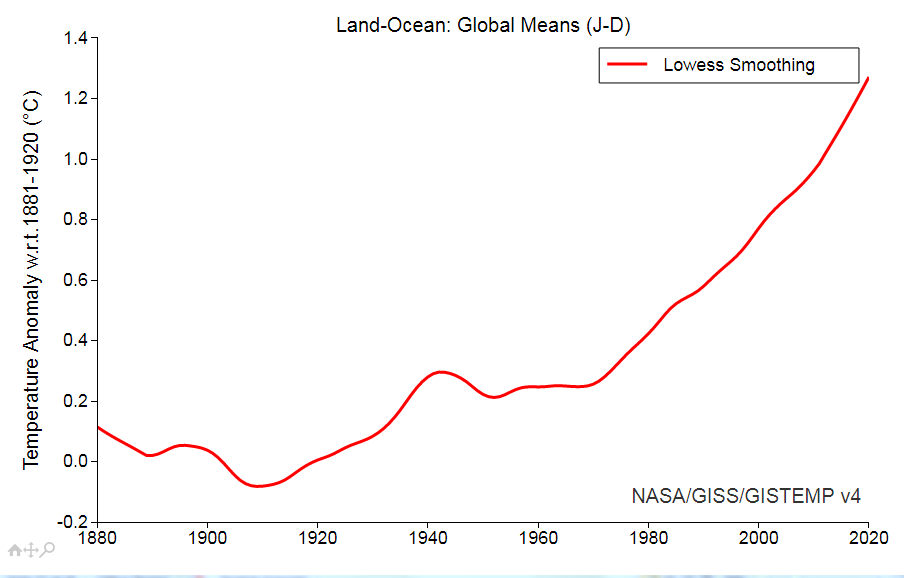 Land-Ocean: Global Means (J-D)
Lowess Smoothing
Temperature Anomaly w.r.t.1881-1920 (°C)
1.4
1.2
1.0
0.8
0.6
0.4
0.2
0.0
-0.2
NASA/GISS/GISTEMP v4
1880 1900 1920 1940 1960 1980 2000 2020